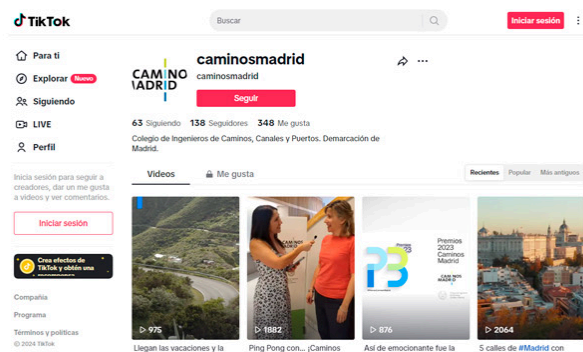 TikTok
Buscar
Iniciar sesión
Para ti
Explorar Nuevo
Siguiendo
LIVE
Perfil
Inicia sesión para seguir a
creadores, dar un me gusta
a vídeos y ver comentarios.
Iniciar sesión
Crea efectos de
TikTok y obtén una
Compañía
Programa
Términos y políticas
© 2024 TikTok
CAMINO
MADRID
caminosmadrid
caminosmadrid
Seguir
63 Siguiendo 138 Seguidores 348 Me gusta
Colegio de Ingenieros de Caminos, Canales y Puertos. Demarcación de
Madrid.
Vídeos
Me gusta
Recientes Popular Más antiguos
975
Llegan las vacaciones y la
1882
Ping Pong con... ¡Caminos
Premios
2023
Caminos
Madrid
876
Así de emocionante fue la
2064
5 calles de #Madrid con